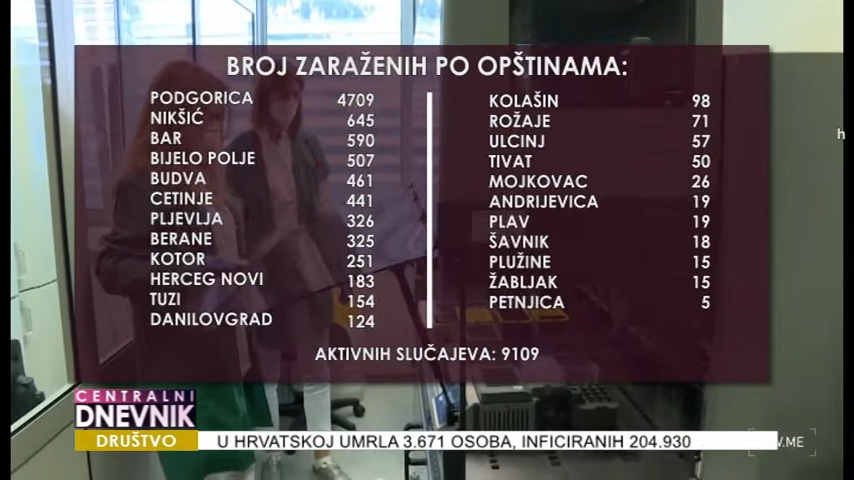 BROJ ZARAŽENIH PO OPŠTINAMA:
PODGORICA 4709
NIKŠIĆ 645
BAR 590
BIJELO POLJE 507
BUDVA 461
CETINJE 441
PLJEVLJA 326
BERANE 325
KOTOR 251
HERCEG NOVI 183
TUZI 154
DANILOVGRAD 124
KOLAŠIN 98
ROŽAJE 71
ULCINJ 57
TIVAT 50
MOJKOVAC 26
ANDRIJEVICA 19
PLAV 19
ŠAVNIK 18
PLUŽINE 15
ŽABLJAK 15
PETNJICA 5
AKTIVNIH SLUČAJEVA: 9109
h
CENTRALNI
DNEVNIK
DRUŠTVO
U HRVATSKOJ UMRLA 3.671 OSOBA, INFICIRANIH 204.930
.ME